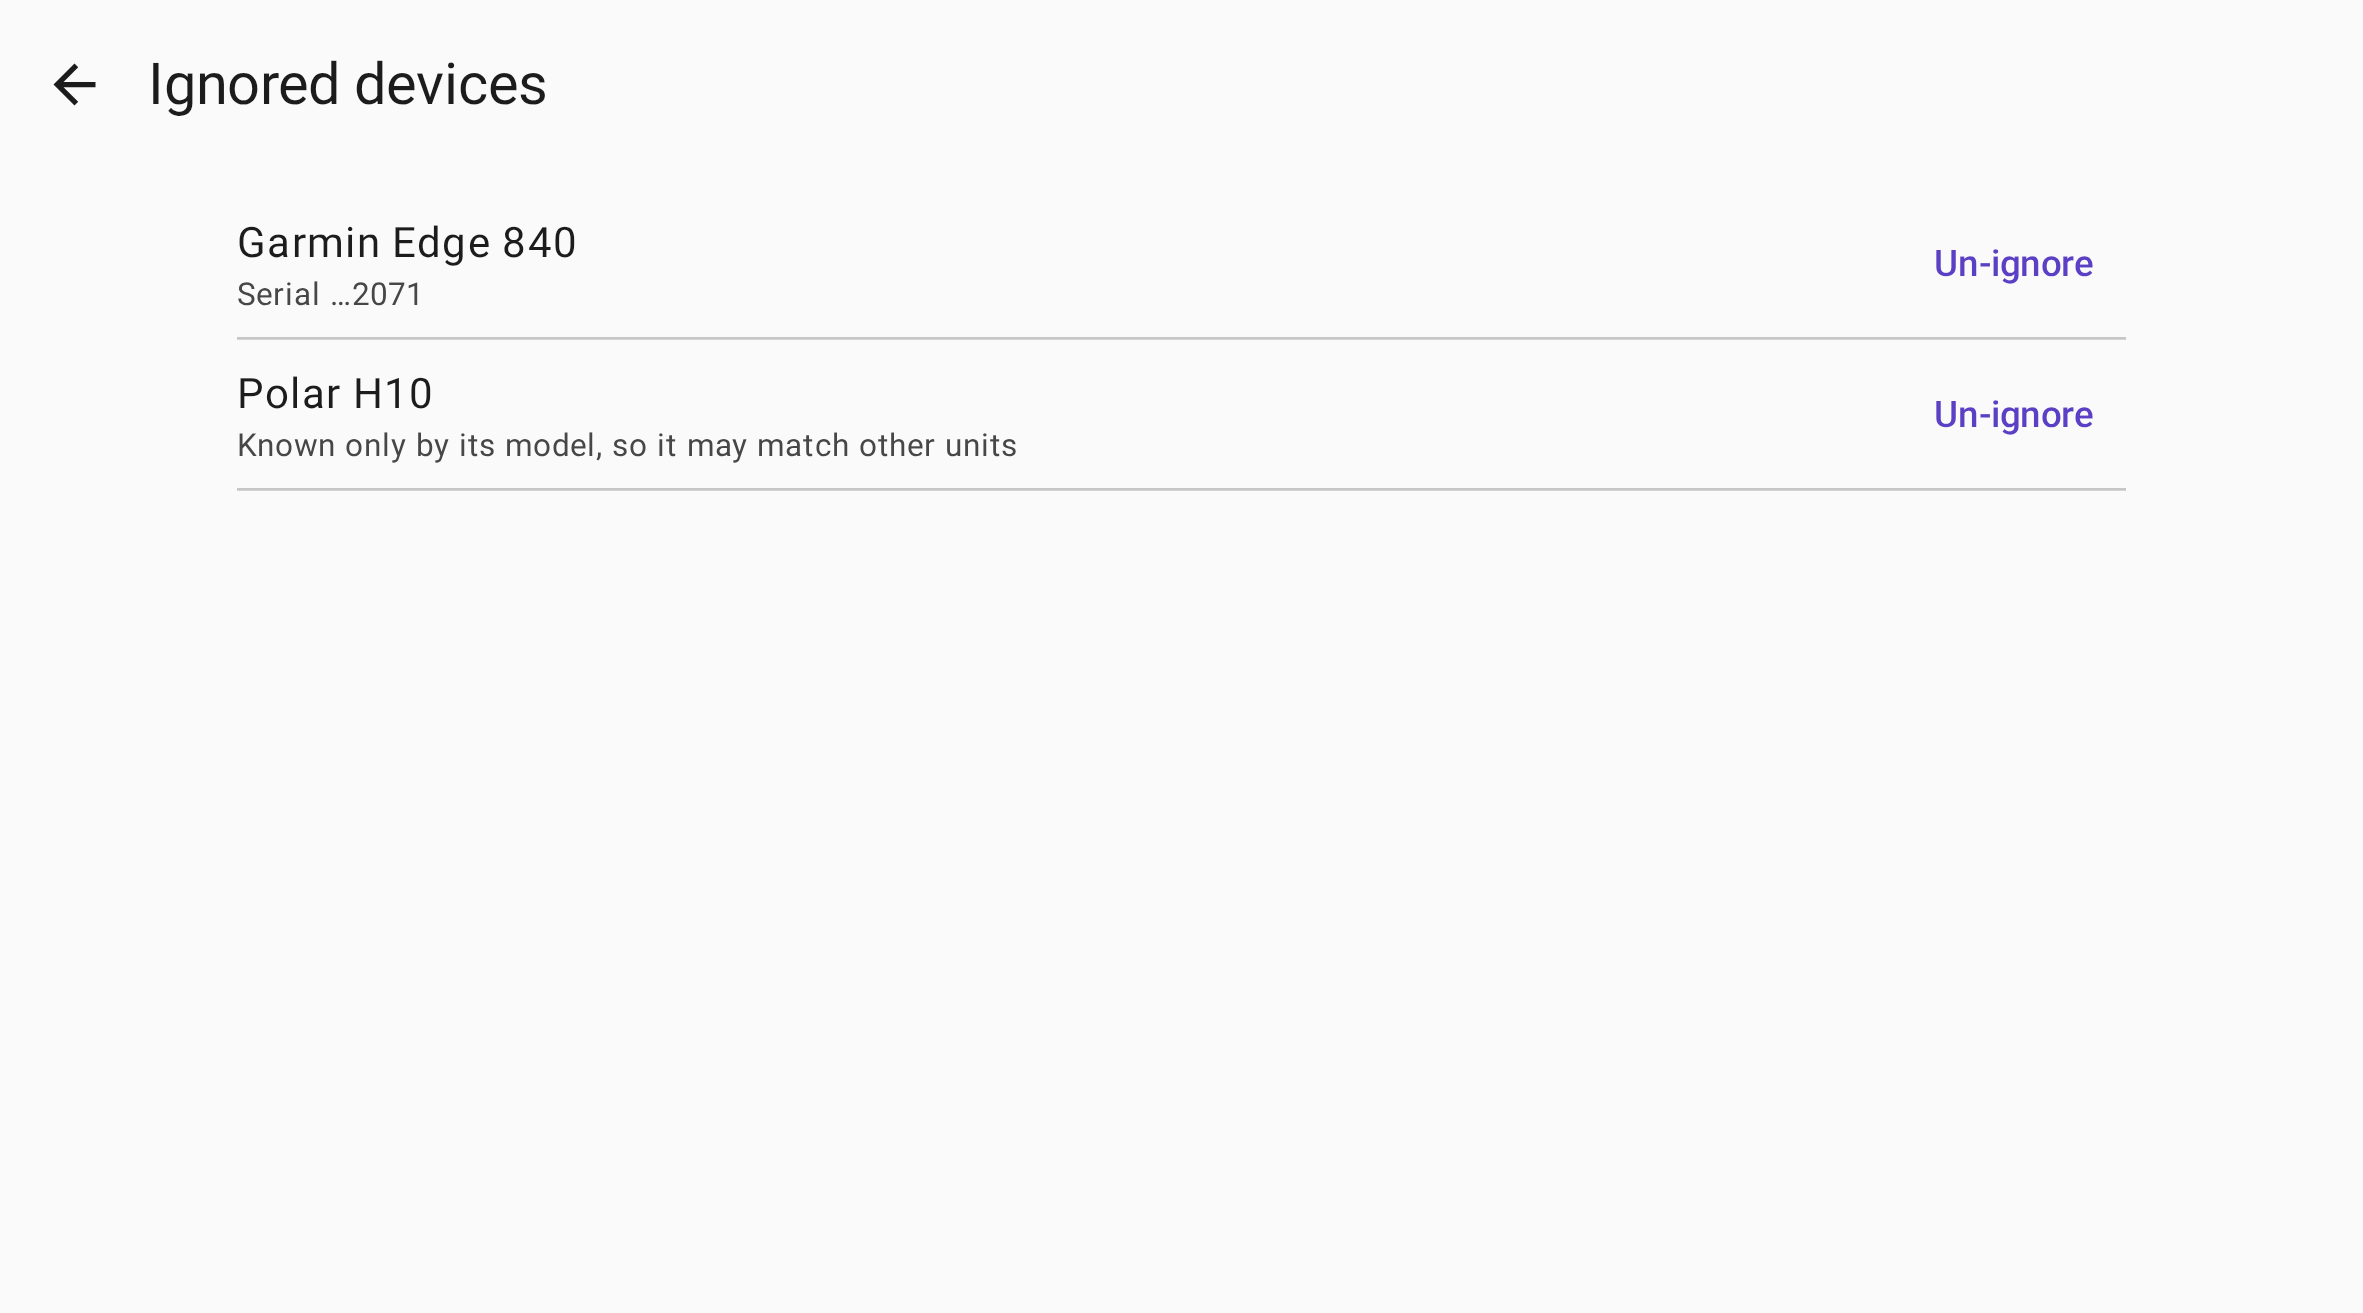 Ignored devices
Garmin Edge 840
Serial …2071
Un-ignore
Polar H10
Known only by its model, so it may match other units
Un-ignore